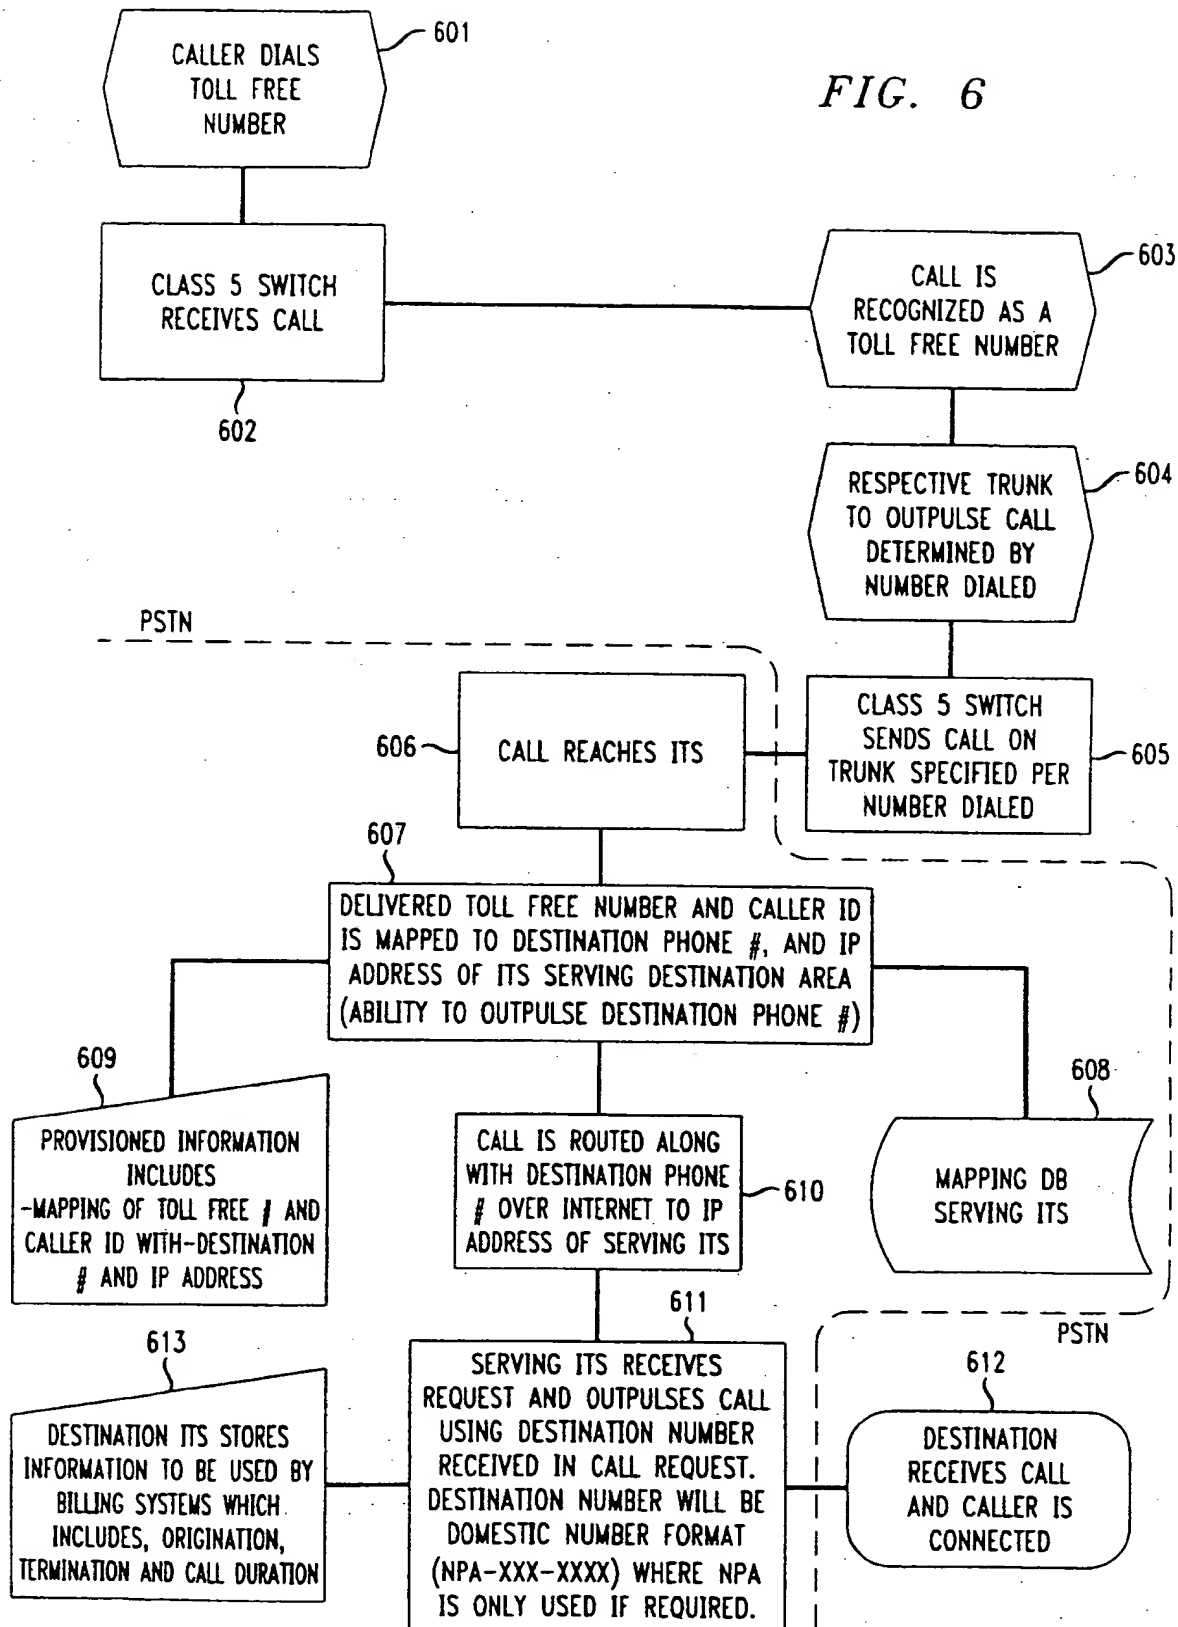 FIG. 6
601
CALLER DIALS
TOLL FREE
NUMBER
CLASS 5 SWITCH
RECEIVES CALL
602
603
CALL IS
RECOGNIZED AS A
TOLL FREE NUMBER
604
RESPECTIVE TRUNK
TO OUTPULSE CALL
DETERMINED BY
NUMBER DIALED
PSTN
CLASS 5 SWITCH
SENDS CALL ON
TRUNK SPECIFIED PER
NUMBER DIALED
605
606
CALL REACHES ITS
607
DELIVERED TOLL FREE NUMBER AND CALLER ID
IS MAPPED TO DESTINATION PHONE #, AND IP
ADDRESS OF ITS SERVING DESTINATION AREA
(ABILITY TO OUTPULSE DESTINATION PHONE #)
609
PROVISIONED INFORMATION
INCLUDES
-MAPPING OF TOLL FREE # AND
CALLER ID WITH-DESTINATION
# AND IP ADDRESS
CALL IS ROUTED ALONG
WITH DESTINATION PHONE
# OVER INTERNET TO IP
ADDRESS OF SERVING ITS
610
608
MAPPING DB
SERVING ITS
PSTN
611
SERVING ITS RECEIVES
REQUEST AND OUTPULSES CALL
USING DESTINATION NUMBER
RECEIVED IN CALL REQUEST.
DESTINATION NUMBER WILL BE
DOMESTIC NUMBER FORMAT
(NPA-XXX-XXXX) WHERE NPA
IS ONLY USED IF REQUIRED.
613
DESTINATION ITS STORES
INFORMATION TO BE USED BY
BILLING SYSTEMS WHICH
INCLUDES, ORIGINATION,
TERMINATION AND CALL DURATION
612
DESTINATION
RECEIVES CALL
AND CALLER IS
CONNECTED